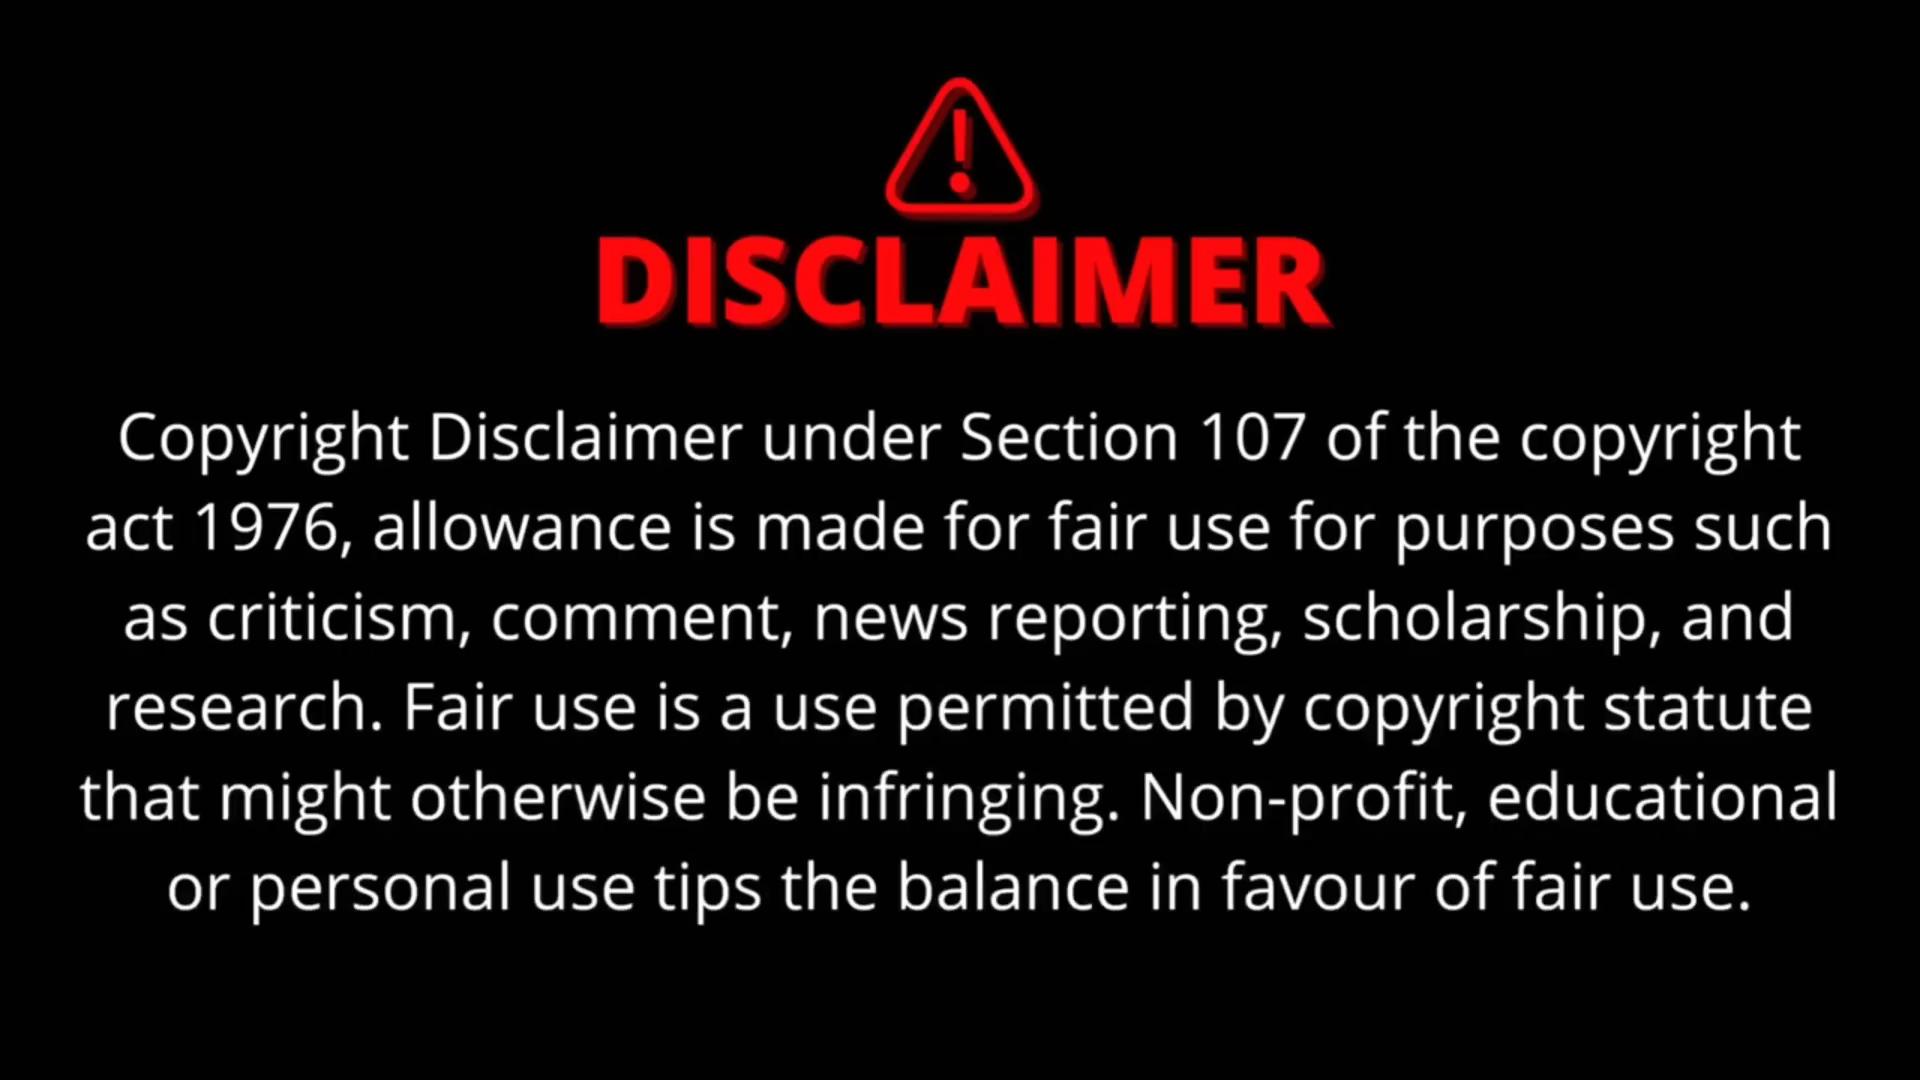 DISCLAIMER
Copyright Disclaimer under Section 107 of the copyright
act 1976, allowance is made for fair use for purposes such
as criticism, comment, news reporting, scholarship, and
research. Fair use is a use permitted by copyright statute
that might otherwise be infringing. Non-profit, educational
or personal use tips the balance in favour of fair use.